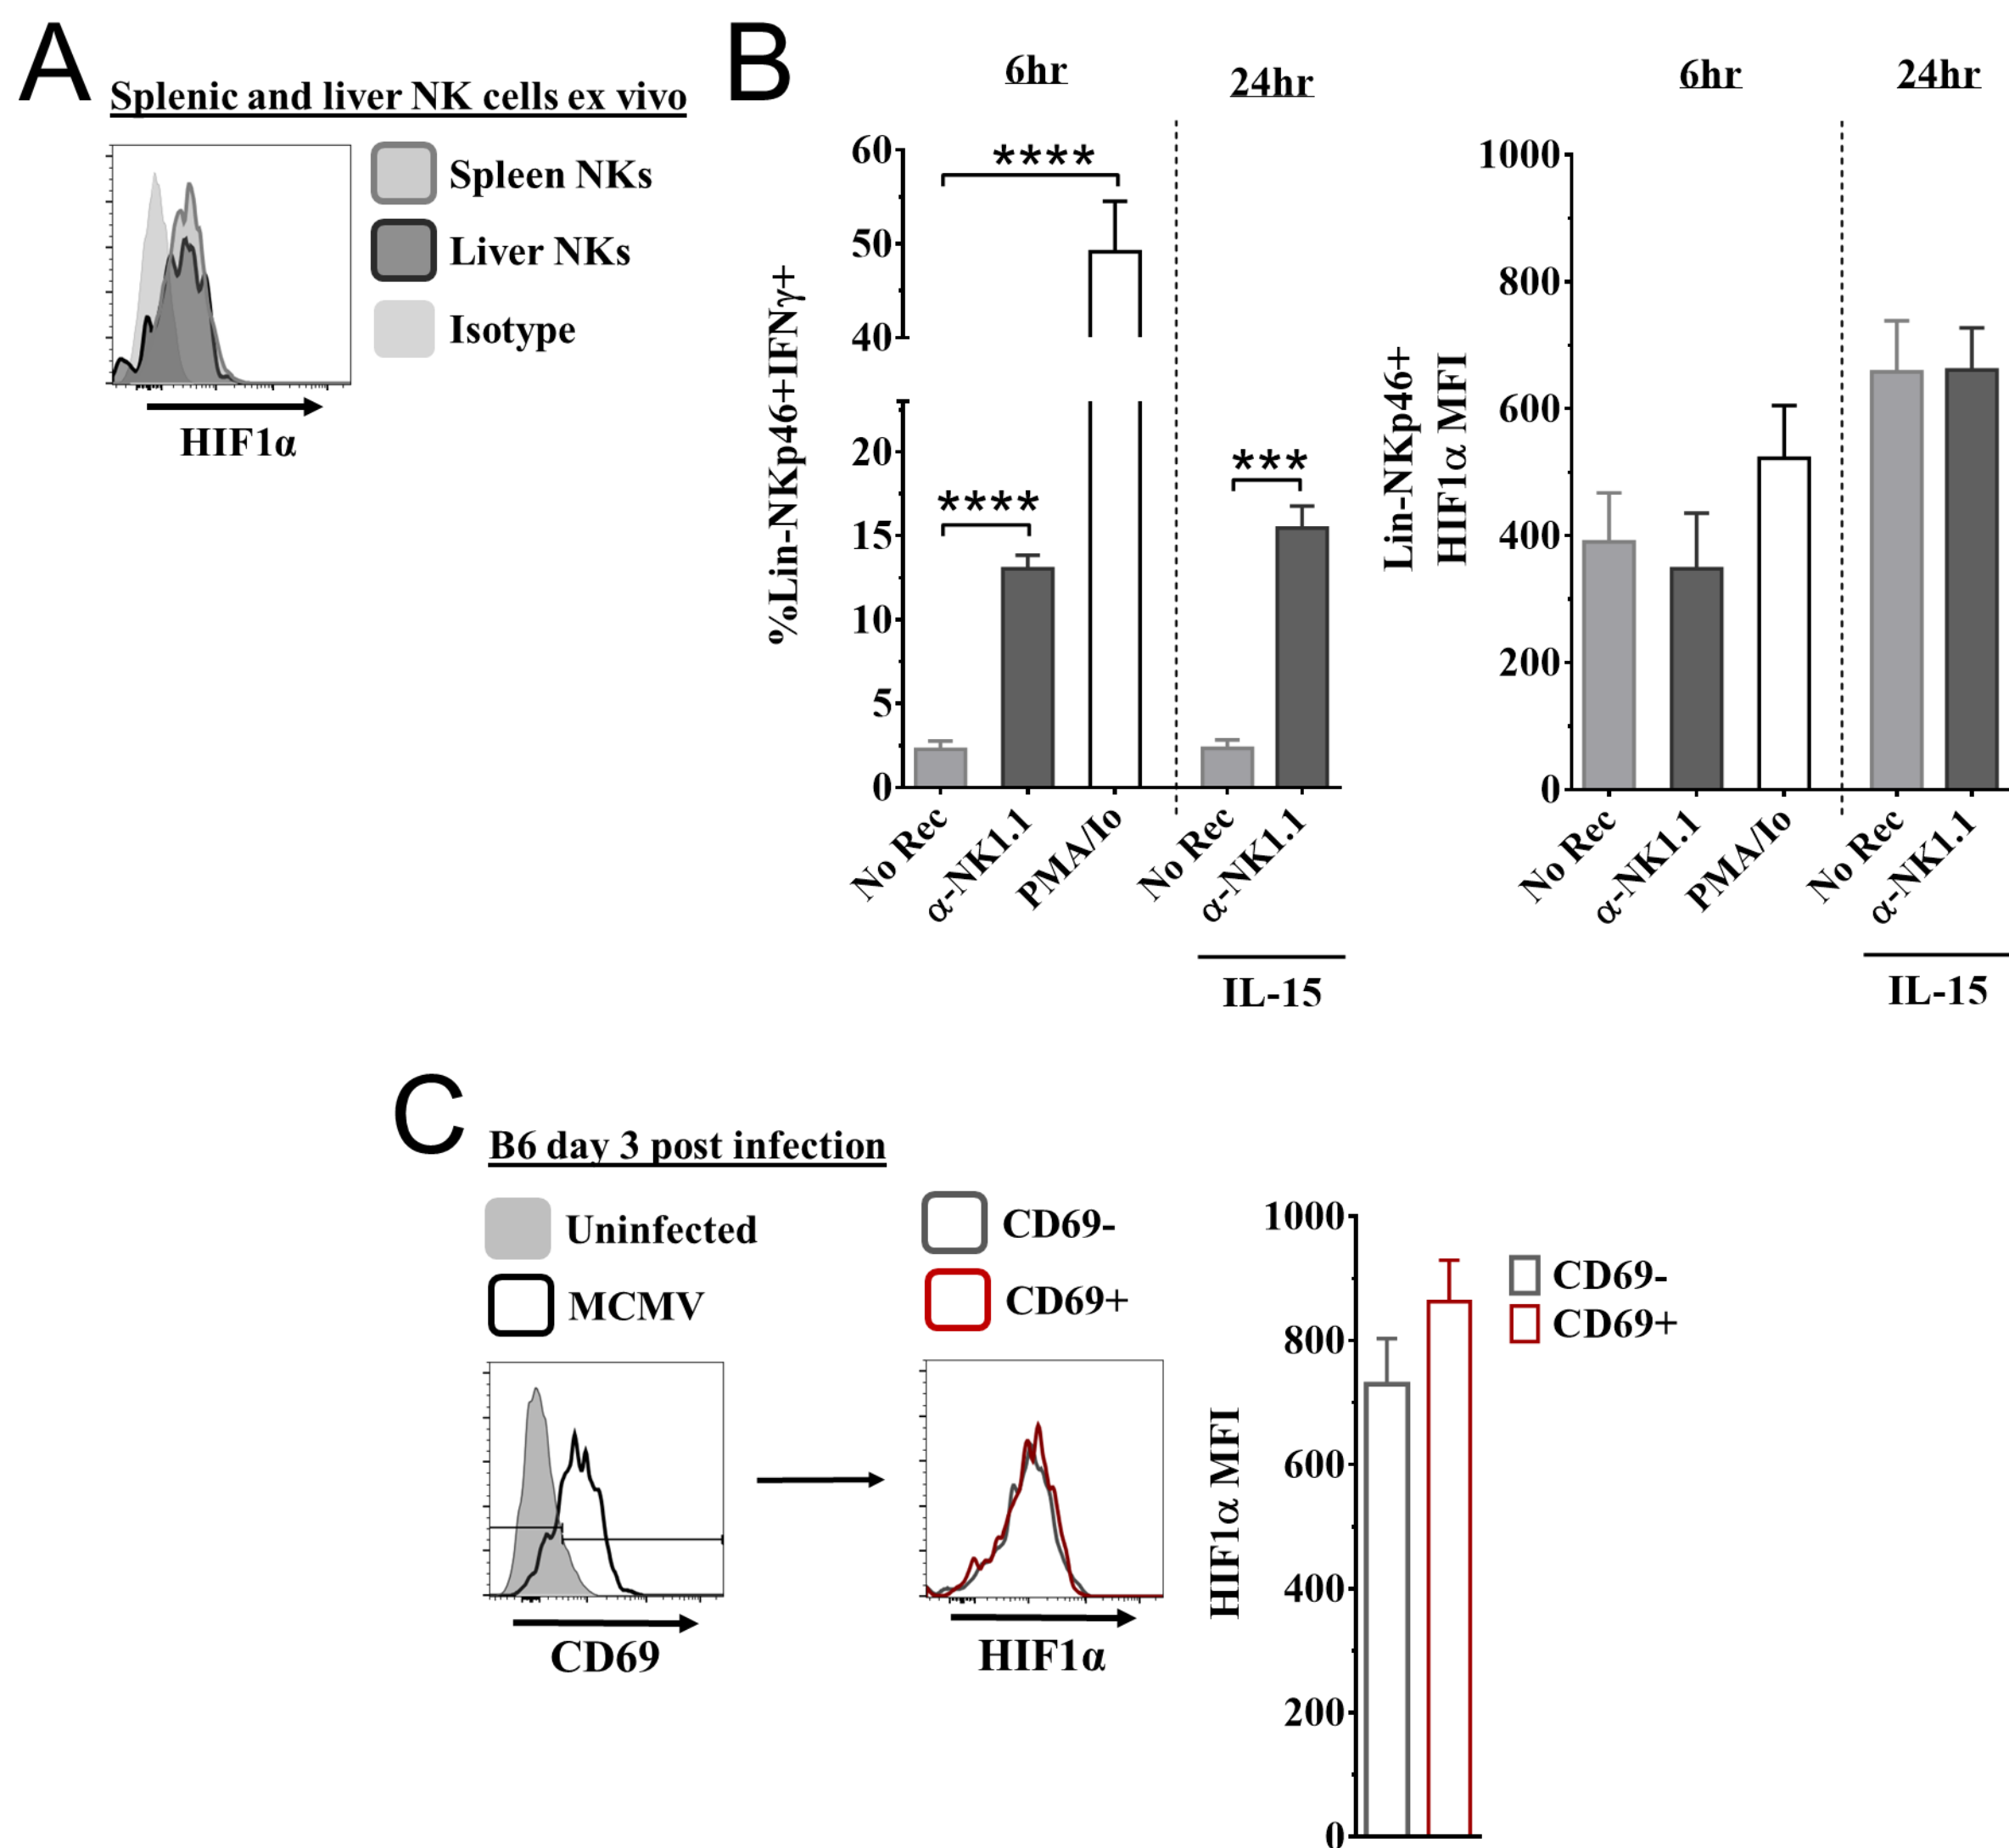 A
Splenic and liver NK cells ex vivo
Spleen NKs
Liver NKs
Isotype
HIF1α
B
6hr
24hr
%Lin-NKp46+IFNγ+
60
50
40
20
15
10
5
0
****
****
***
No Rec
α-NK1.1
PMA/Io
No Rec
α-NK1.1
IL-15
6hr
24hr
Lin-NKp46+
HIF1α MFI
1000
800
600
400
200
0
No Rec
α-NK1.1
PMA/Io
No Rec
α-NK1.1
IL-15
C
B6 day 3 post infection
Uninfected
MCMV
CD69
CD69-
CD69+
HIF1α
HIF1α MFI
1000
800
600
400
200
0
CD69-
CD69+